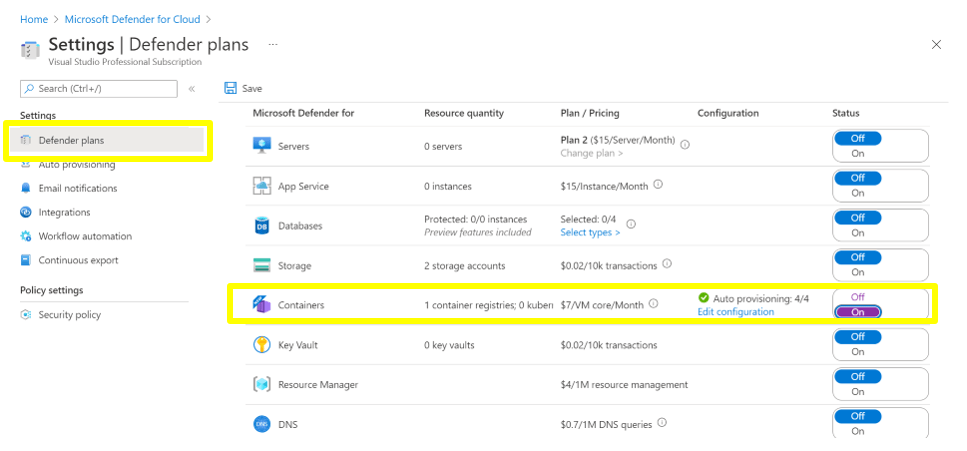 Home > Microsoft Defender for Cloud >
Settings | Defender plans ...
Visual Studio Professional Subscription
Search (Ctrl+/) «
Save
Settings
Defender plans
Auto provisioning
Email notifications
Integrations
Workflow automation
Continuous export
Policy settings
Security policy
Microsoft Defender for Resource quantity Plan / Pricing Configuration Status
Servers 0 servers Plan 2 ($15/Server/Month) Off
Change plan > On
App Service 0 instances $15/Instance/Month Off
On
Databases Protected: 0/0 instances Selected: 0/4 Off
Preview features included Select types > On
Storage 2 storage accounts $0.02/10k transactions Off
On
Containers 1 container registries; 0 kuber $7/VM core/Month Auto provisioning: 4/4 Off
Edit configuration On
Key Vault 0 key vaults $0.02/10k transactions Off
On
Resource Manager $4/1M resource management Off
On
DNS DNS $0.7/1M DNS queries Off
On